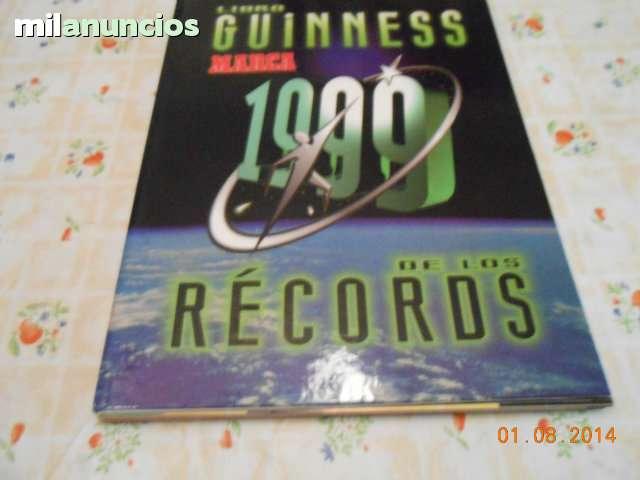 milanuncios
LIBRO
GUINNESS
MARCA
1999
DE LOS
RÉCORDS
01.08.2014